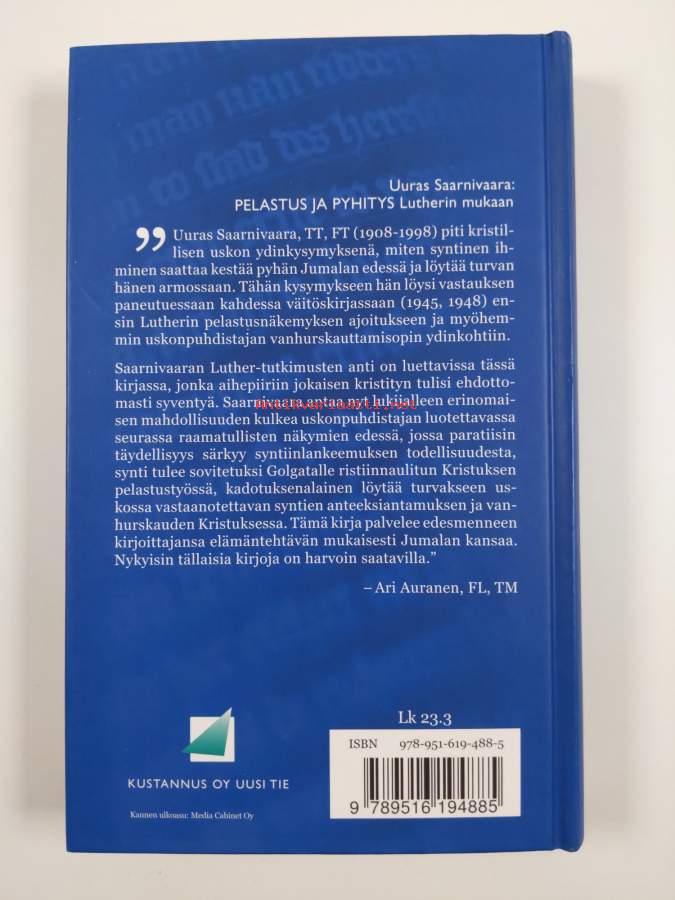 Uuras Saarnivaara:
PELASTUS JA PYHITYS Lutherin mukaan
” Uuras Saarnivaara, TT, FT (1908-1998) piti kristil-
lisen uskon ydinkysymyksenä, miten syntinen ih-
minen saattaa kestää pyhän Jumalan edessä ja löytää turvan
hänen armossaan. Tähän kysymykseen hän löysi vastauksen
paneutuessaan kahdessa väitöskirjassaan (1945, 1948) en-
sin Lutherin pelastusnäkemyksen ajoitukseen ja myöhem-
min uskonpuhdistajan vanhurskauttamisopin ydinkohtiin.
Saarnivaaran Luther-tutkimusten anti on luettavissa tässä
kirjassa, jonka aihepiiriin jokaisen kristityn tulisi ehdotto-
masti syventyä. Saarnivaara antaa nyt lukijalleen erinomai-
Antikvariaatti.net
sen mahdollisuuden kulkea uskonpuhdistajan luotettavassa
seurassa raamatullisten näkymien edessä, jossa paratiisin
täydellisyys särkyy syntiinlankeemuksen todellisuudesta,
synti tulee sovitetuksi Golgatalle ristiinnaulitun Kristuksen
pelastustyössä, kadotuksenalainen löytää turvakseen us-
kossa vastaanotettavan syntien anteeksiantamuksen ja van-
hurskauden Kristuksessa. Tämä kirja palvelee edesmenneen
kirjoittajansa elämäntehtävän mukaisesti Jumalan kansaa.
Nykyisin tällaisia kirjoja on harvoin saatavilla.”
– Ari Auranen, FL, TM
Lk 23.3
ISBN 978-951-619-488-5
9 789516 194885
KUSTANNUS OY UUSI TIE
Kannen ulkoasu: Media Cabinet Oy